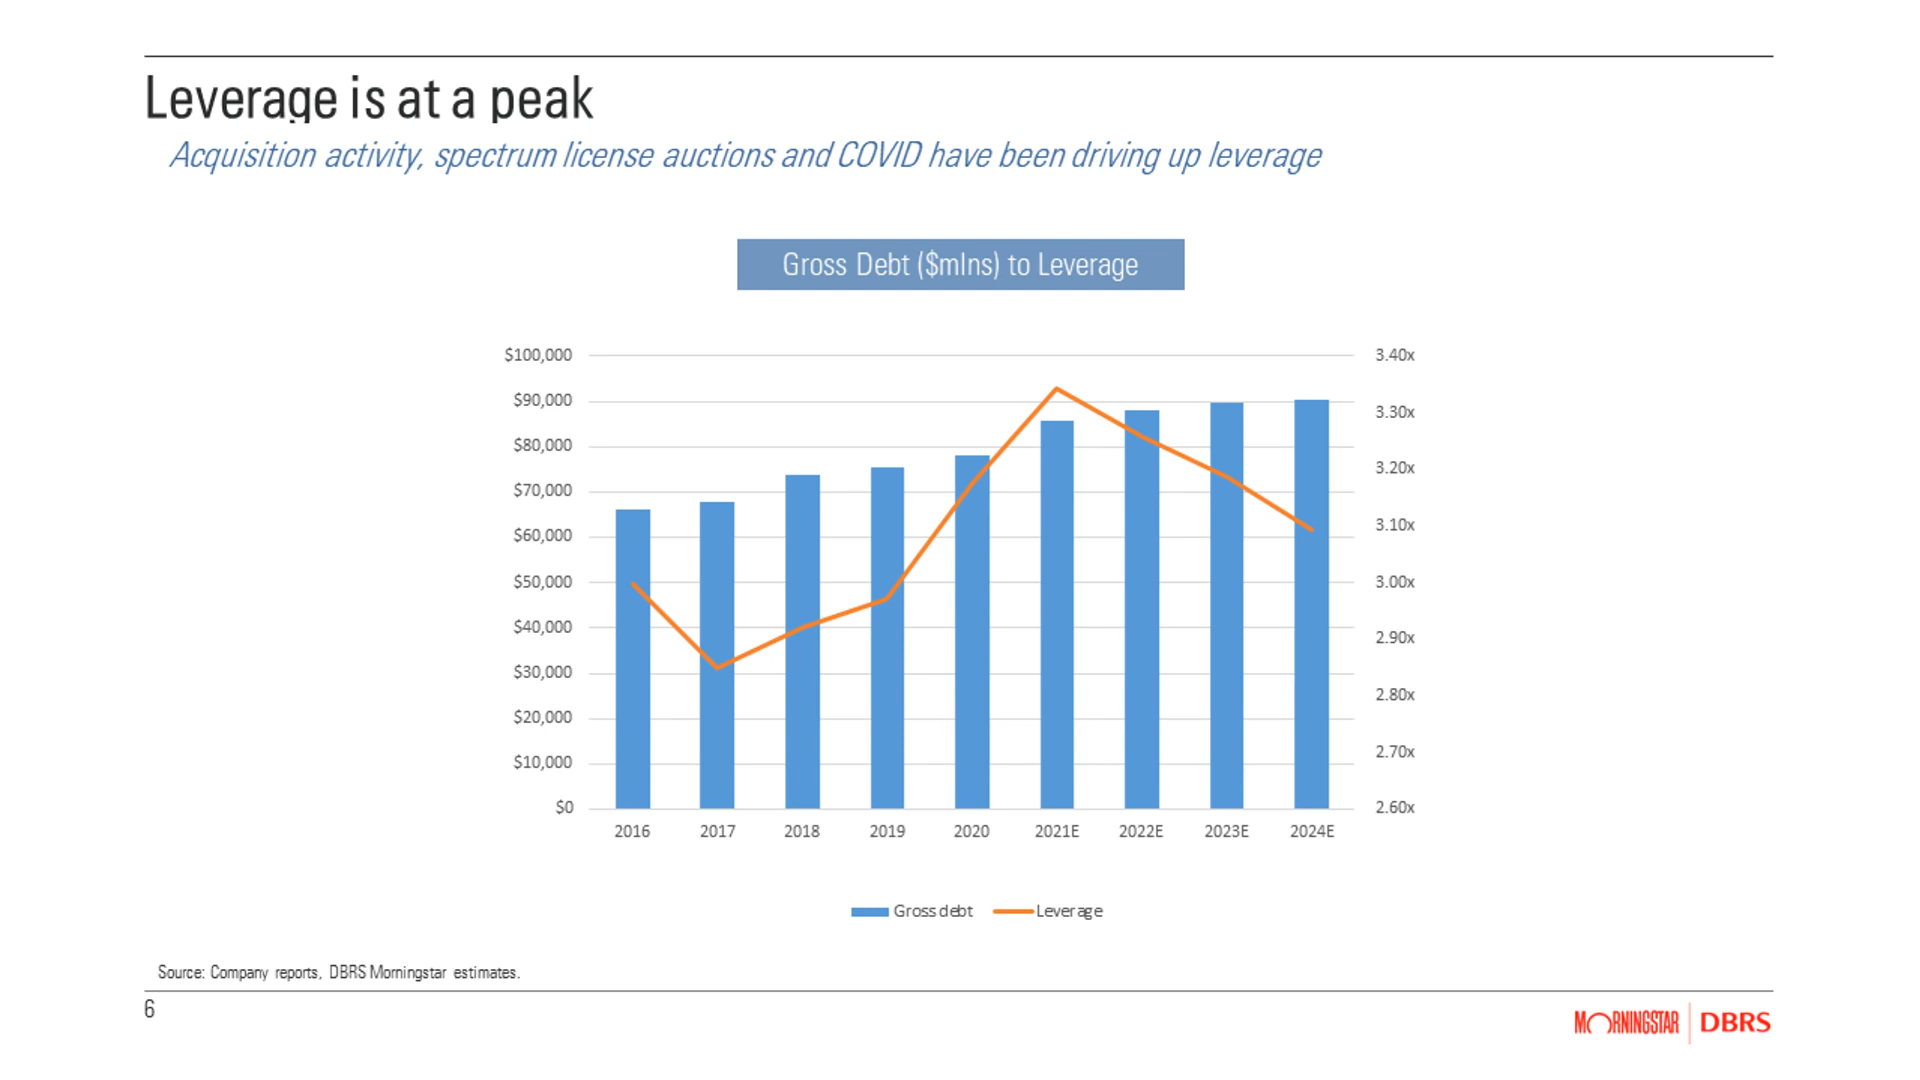 Leverage is at a peak
Acquisition activity, spectrum license auctions and COVID have been driving up leverage
Gross Debt ($mlns) to Leverage
$100,000
$90,000
$80,000
$70,000
$60,000
$50,000
$40,000
$30,000
$20,000
$10,000
$0
3.40x
3.30x
3.20x
3.10x
3.00x
2.90x
2.80x
2.70x
2.60x
2016 2017 2018 2019 2020 2021E 2022E 2023E 2024E
Gross debt Leverage
Source: Company reports, DBRS Morningstar estimates.
6
MORNINGSTAR DBRS